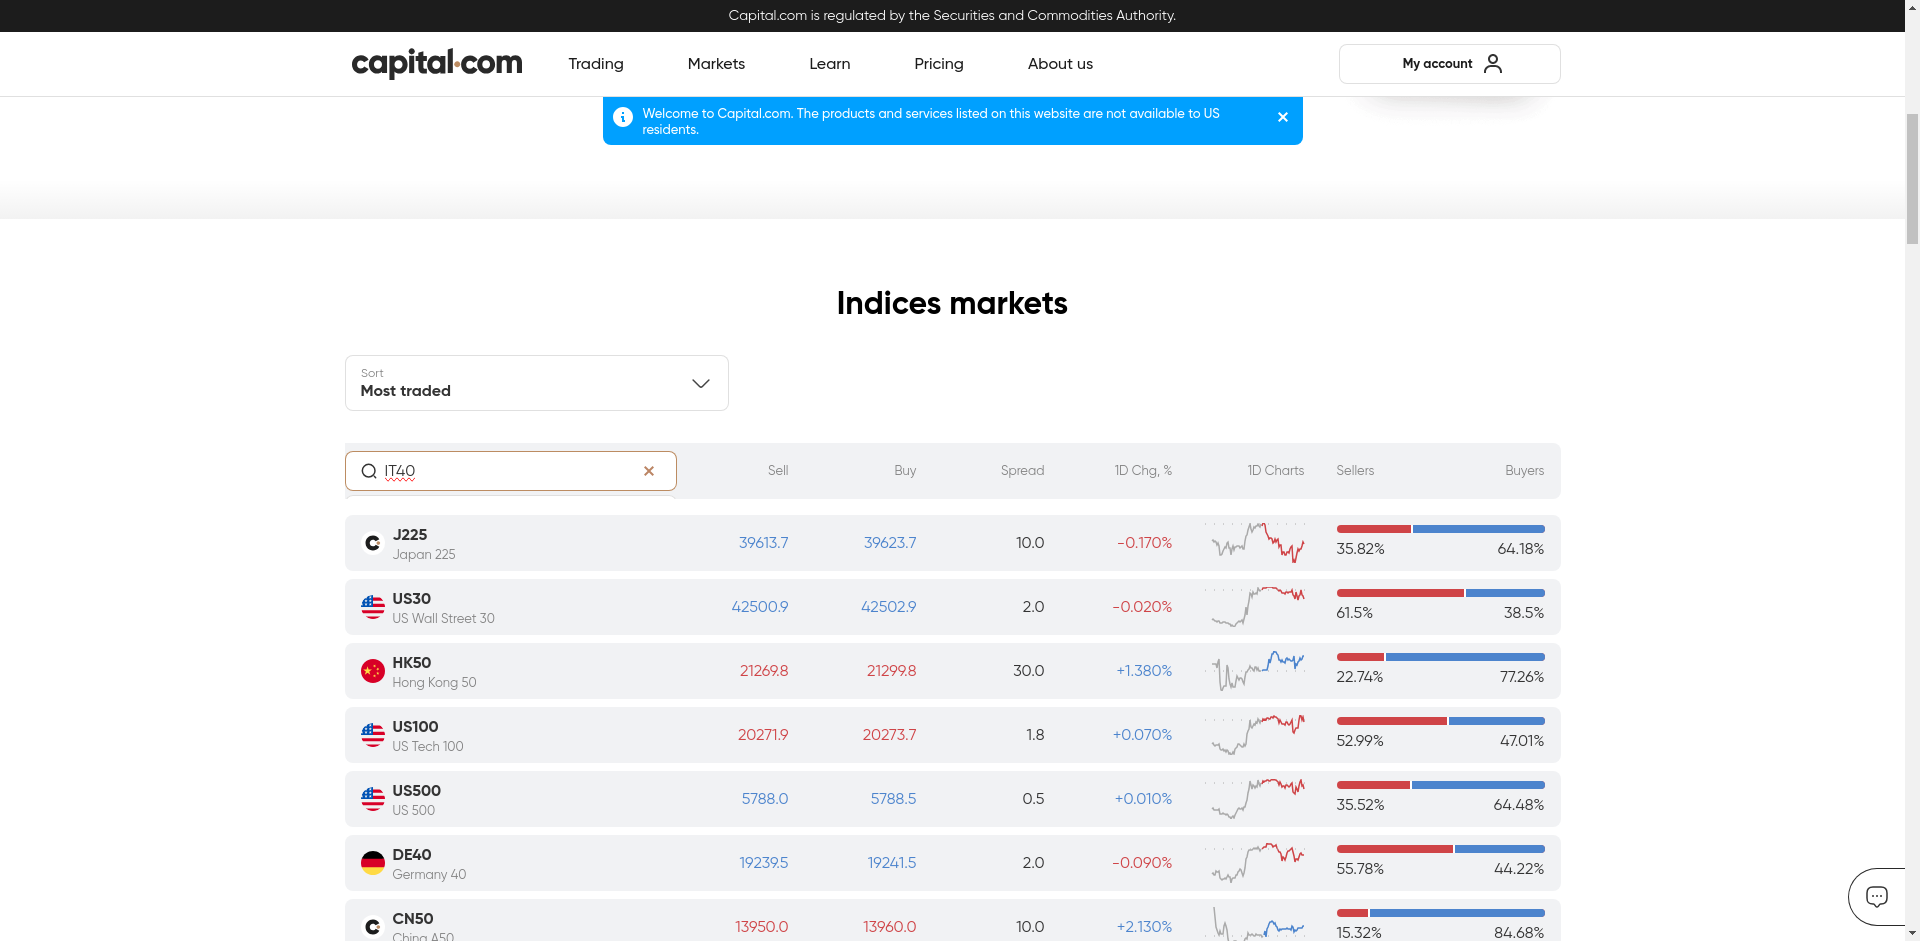 Capital.com is regulated by the Securities and Commodities Authority.
capital.com
Trading
Markets
Learn
Pricing
About us
My account
Welcome to Capital.com. The products and services listed on this website are not available to US
residents.
Indices markets
Sort
Most traded
IT40
Sell
Buy
Spread
1D Chg, %
1D Charts
Sellers
Buyers
J225
Japan 225
39613.7
39623.7
10.0
-0.170%
35.82%
64.18%
US30
US Wall Street 30
42500.9
42502.9
2.0
-0.020%
61.5%
38.5%
HK50
Hong Kong 50
21269.8
21299.8
30.0
+1.380%
22.74%
77.26%
US100
US Tech 100
20271.9
20273.7
1.8
+0.070%
52.99%
47.01%
US500
US 500
5788.0
5788.5
0.5
+0.010%
35.52%
64.48%
DE40
Germany 40
19239.5
19241.5
2.0
-0.090%
55.78%
44.22%
CN50
China A50
13950.0
13960.0
10.0
+2.130%
15.32%
84.68%